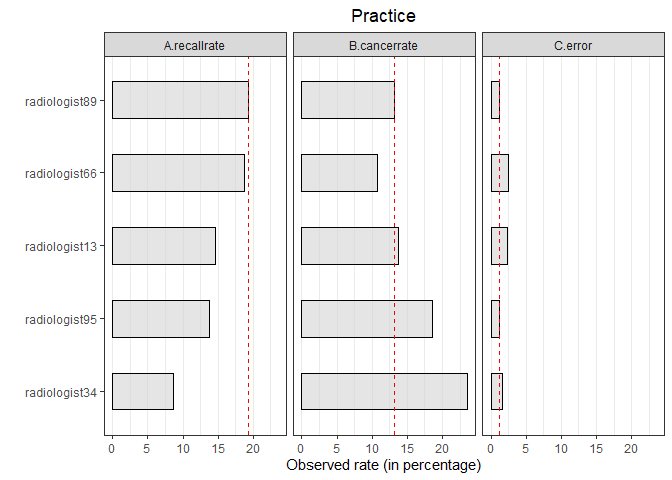 Practice
A.recallrate B.cancerrate C.error
radiologist89
radiologist66
radiologist13
radiologist95
radiologist34
0 5 10 15 20 0 5 10 15 20 0 5 10 15 20
Observed rate (in percentage)